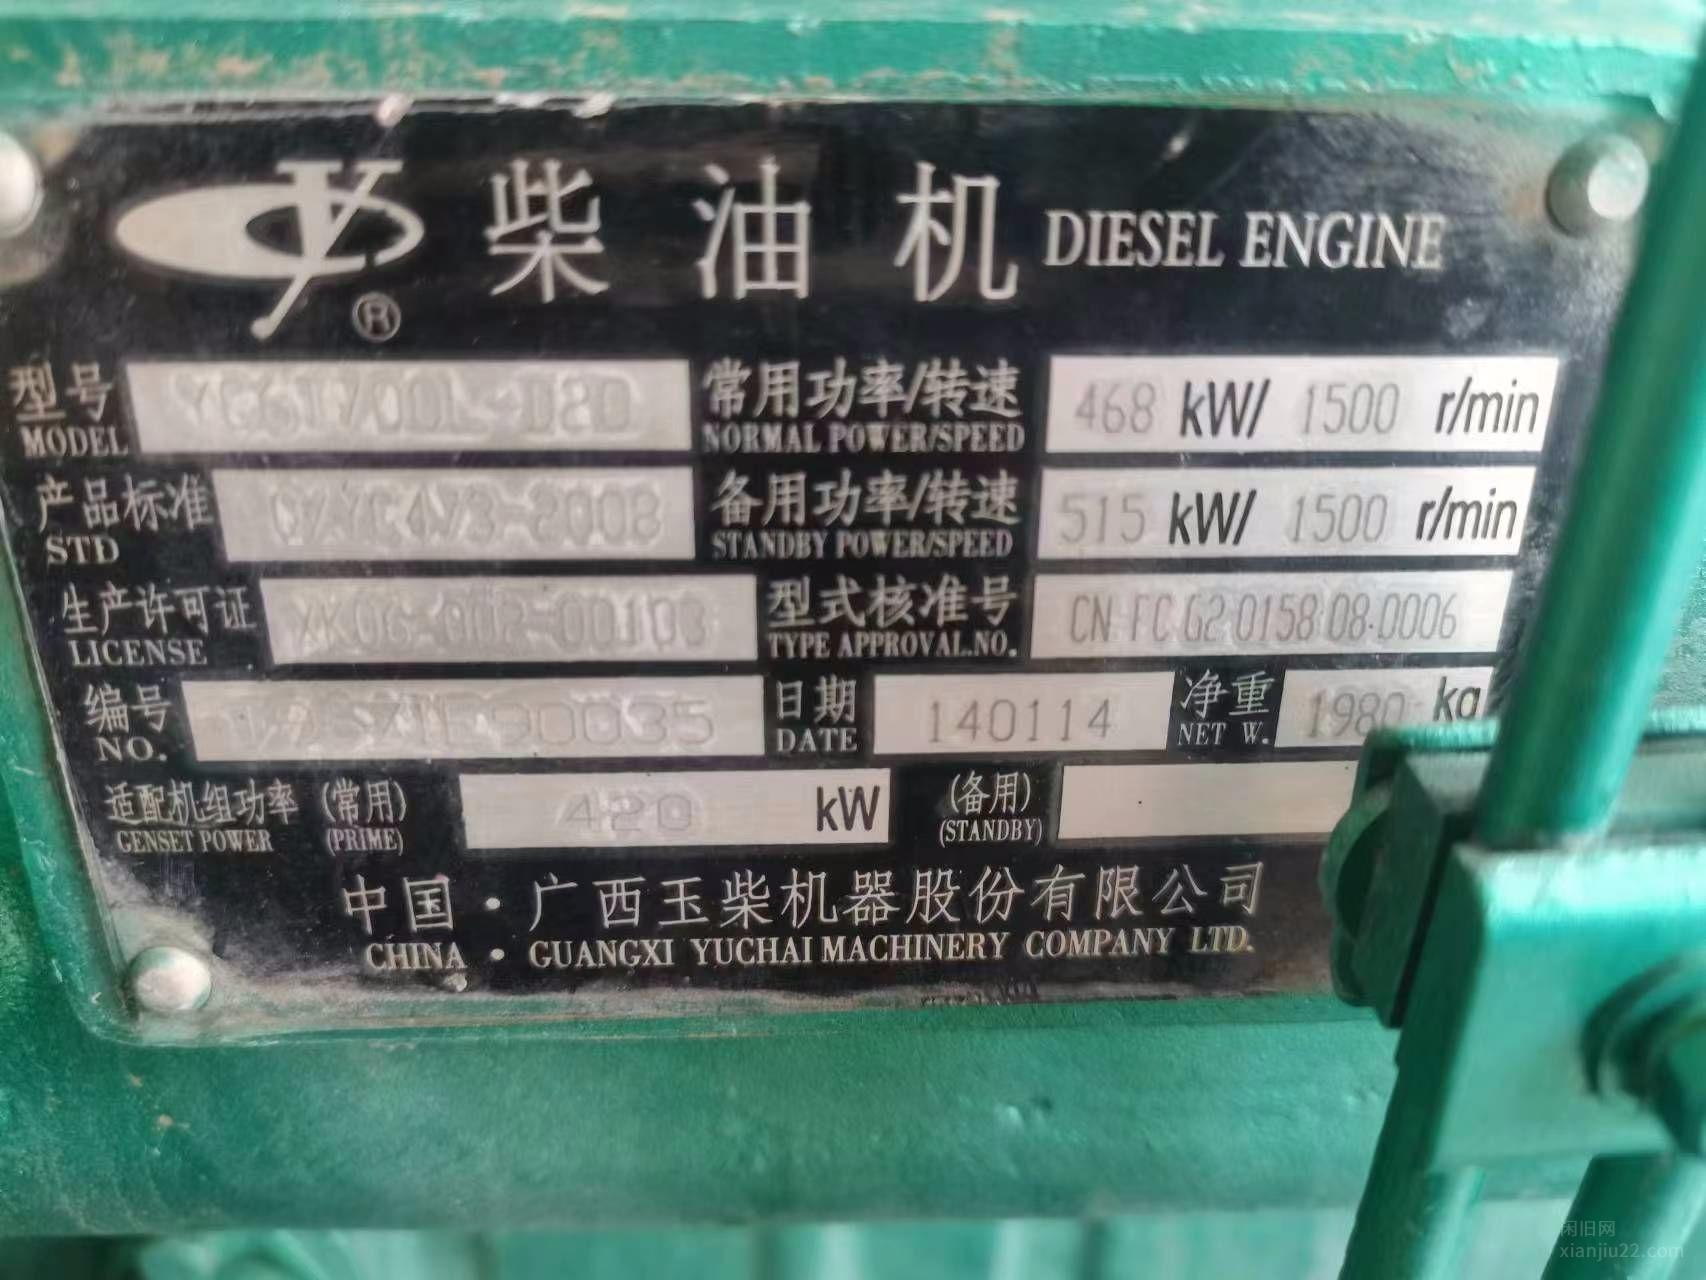 柴油机 DIESEL ENGINE
®
型号 常用功率/转速 468 kW/ 1500 r/min
MODEL NORMAL POWER/SPEED
产品标准 备用功率/转速 515 kW/ 1500 r/min
STD STANDBY POWER/SPEED
生产许可证 型式核准号 CN FC G2 0158 08 0006
LICENSE TYPE APPROVAL.NO.
编号 日期 140114 净重 1980 kg
NO. DATE NET W.
适配机组功率 (常用) 420 kW (备用)
GENSET POWER (PRIME) (STANDBY)
中国·广西玉柴机器股份有限公司
CHINA · GUANGXI YUCHAI MACHINERY COMPANY LTD.
闲旧网
xianjiu22.com